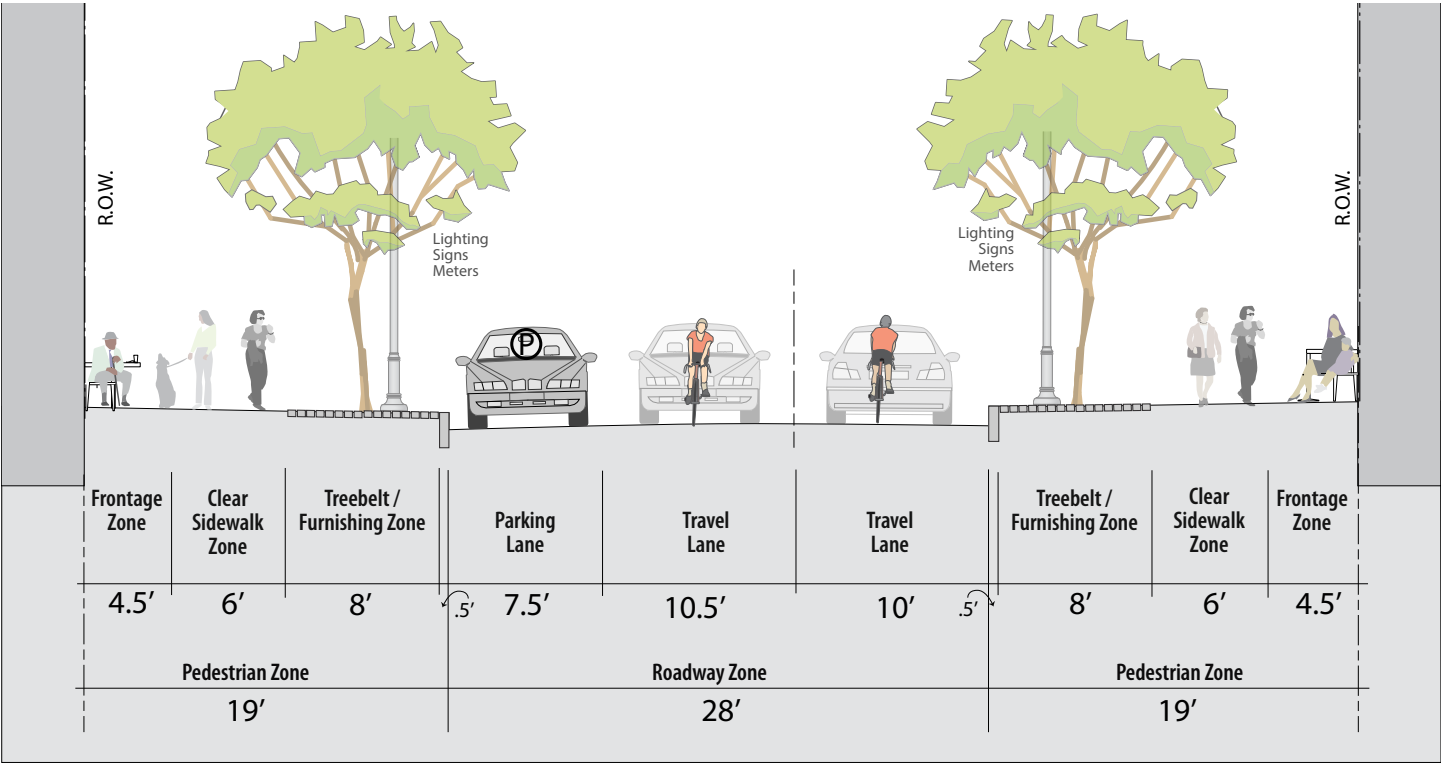 R.O.W.
R.O.W.
Lighting
Signs
Meters
Lighting
Signs
Meters
P
Frontage
Zone
Clear
Sidewalk
Zone
Treebelt /
Furnishing Zone
Parking
Lane
Travel
Lane
Travel
Lane
Treebelt /
Furnishing Zone
Clear
Sidewalk
Zone
Frontage
Zone
4.5’
6’
8’
.5’
7.5’
10.5’
10’
.5’
8’
6’
4.5’
Pedestrian Zone
Roadway Zone
Pedestrian Zone
19’
28’
19’